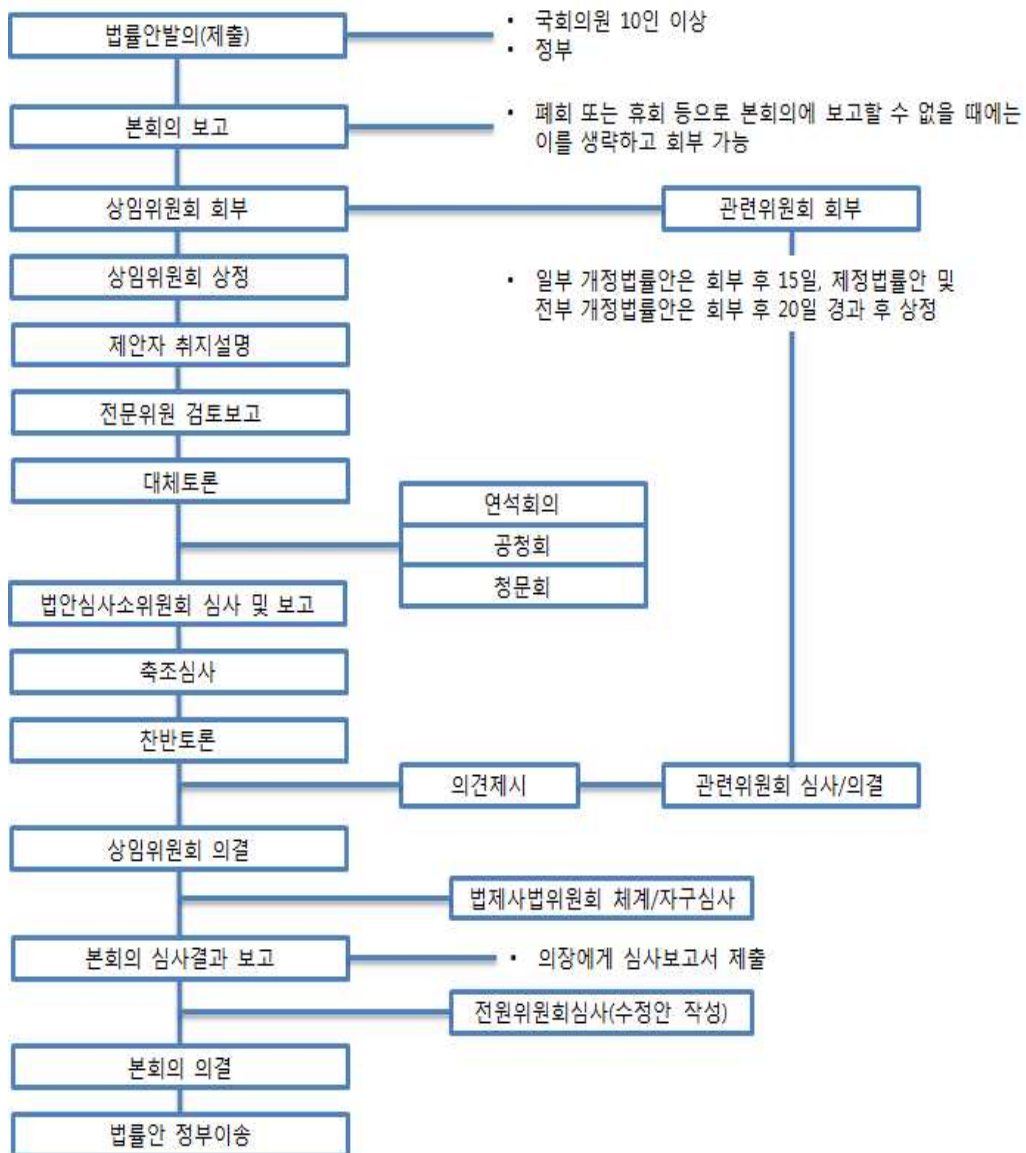 법률안발의(제출)
• 국회의원 10인 이상
• 정부
본회의 보고
• 폐회 또는 휴회 등으로 본회의에 보고할 수 없을 때에는
이를 생략하고 회부 가능
상임위원회 회부
관련위원회 회부
상임위원회 상정
• 일부 개정법률안은 회부 후 15일, 제정법률안 및
전부 개정법률안은 회부 후 20일 경과 후 상정
제안자 취지설명
전문위원 검토보고
대체토론
연석회의
공청회
청문회
법안심사소위원회 심사 및 보고
축조심사
찬반토론
의견제시
관련위원회 심사/의결
상임위원회 의결
법제사법위원회 체계/자구심사
본회의 심사결과 보고
• 의장에게 심사보고서 제출
전원위원회심사(수정안 작성)
본회의 의결
법률안 정부이송